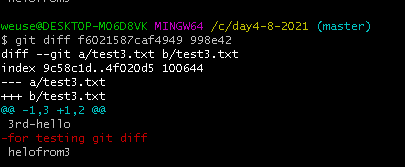 weuse@DESKTOP-MO6D8VK MINGW64 /c/day4-8-2021 (master)
$ git diff f6021587caf4949 998e42
diff --git a/test3.txt b/test3.txt
index 9c58c1d..4f020d5 100644
--- a/test3.txt
+++ b/test3.txt
@@ -1,3 +1,2 @@
 3rd-hello
-for testing git diff
 helofrom3